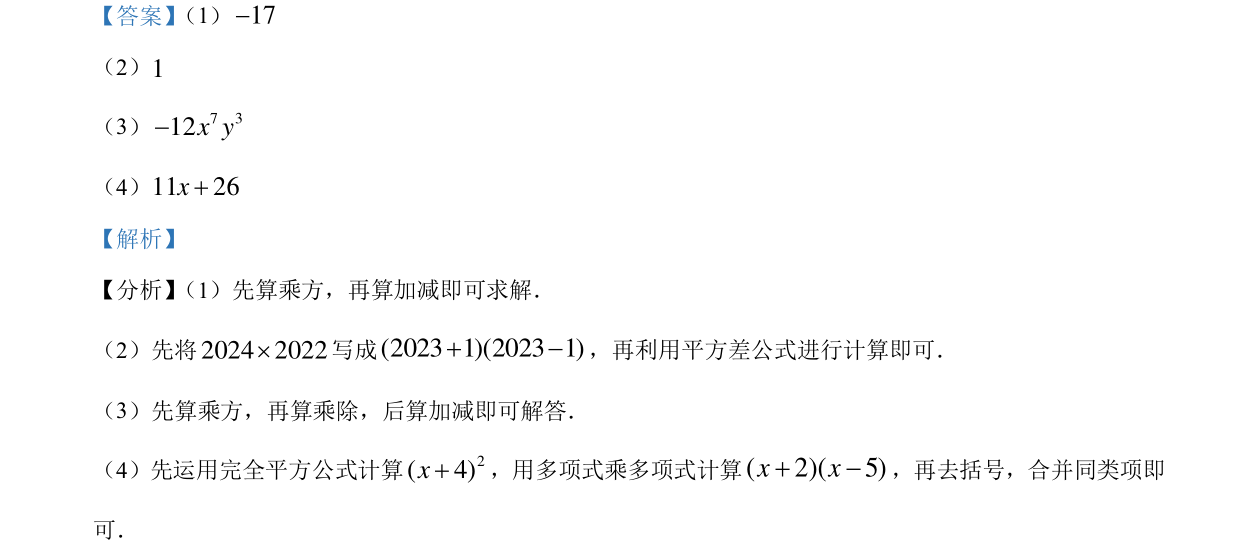 【答案】（1）−17
（2）1
（3）−12x⁷y³
（4）11x+26
【解析】
【分析】（1）先算乘方，再算加减即可求解．
（2）先将2024×2022写成(2023+1)(2023−1)，再利用平方差公式进行计算即可．
（3）先算乘方，再算乘除，后算加减即可解答．
（4）先运用完全平方公式计算(x+4)²，用多项式乘多项式计算(x+2)(x−5)，再去括号，合并同类项即
可．